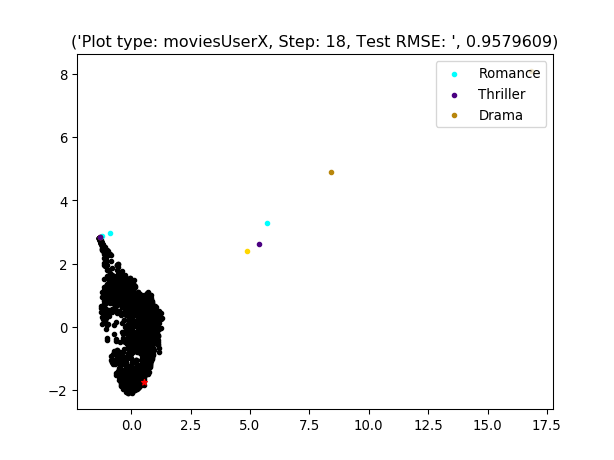 ('Plot type: moviesUserX, Step: 18, Test RMSE: ', 0.9579609)
Romance
Thriller
Drama
8
6
4
2
0
−2
0.0 2.5 5.0 7.5 10.0 12.5 15.0 17.5